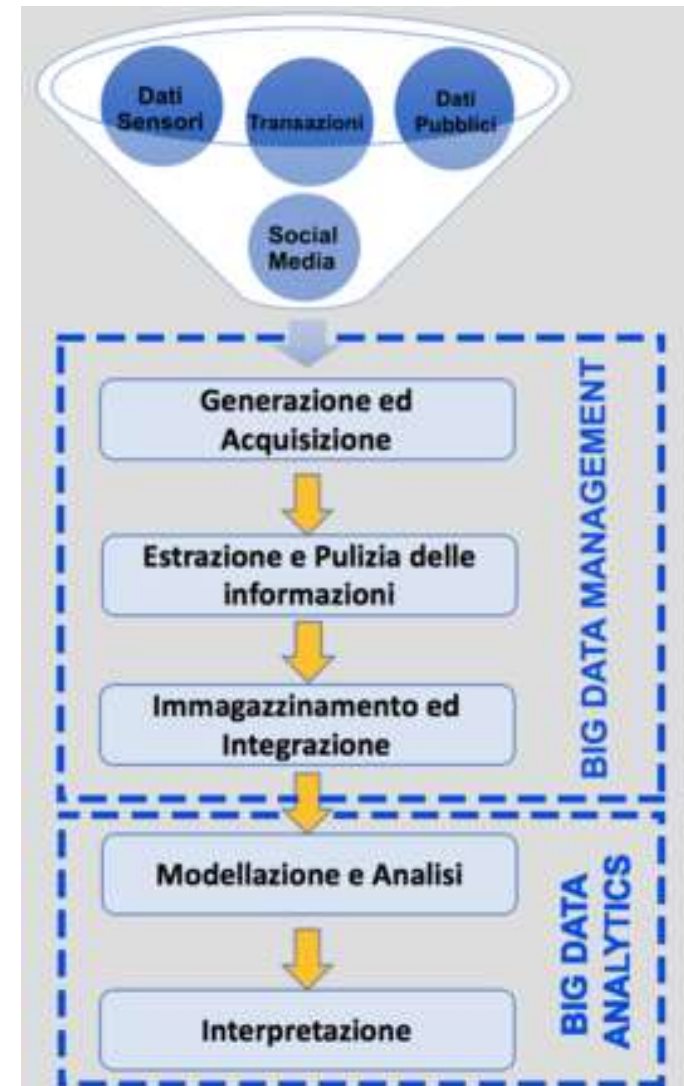 Dati
Sensori
Transazioni
Dati
Pubblici
Social
Media
Generazione ed
Acquisizione
Estrazione e Pulizia delle
informazioni
Immagazzinamento ed
Integrazione
BIG DATA MANAGEMENT
Modellazione e Analisi
Interpretazione
BIG DATA
ANALYTICS